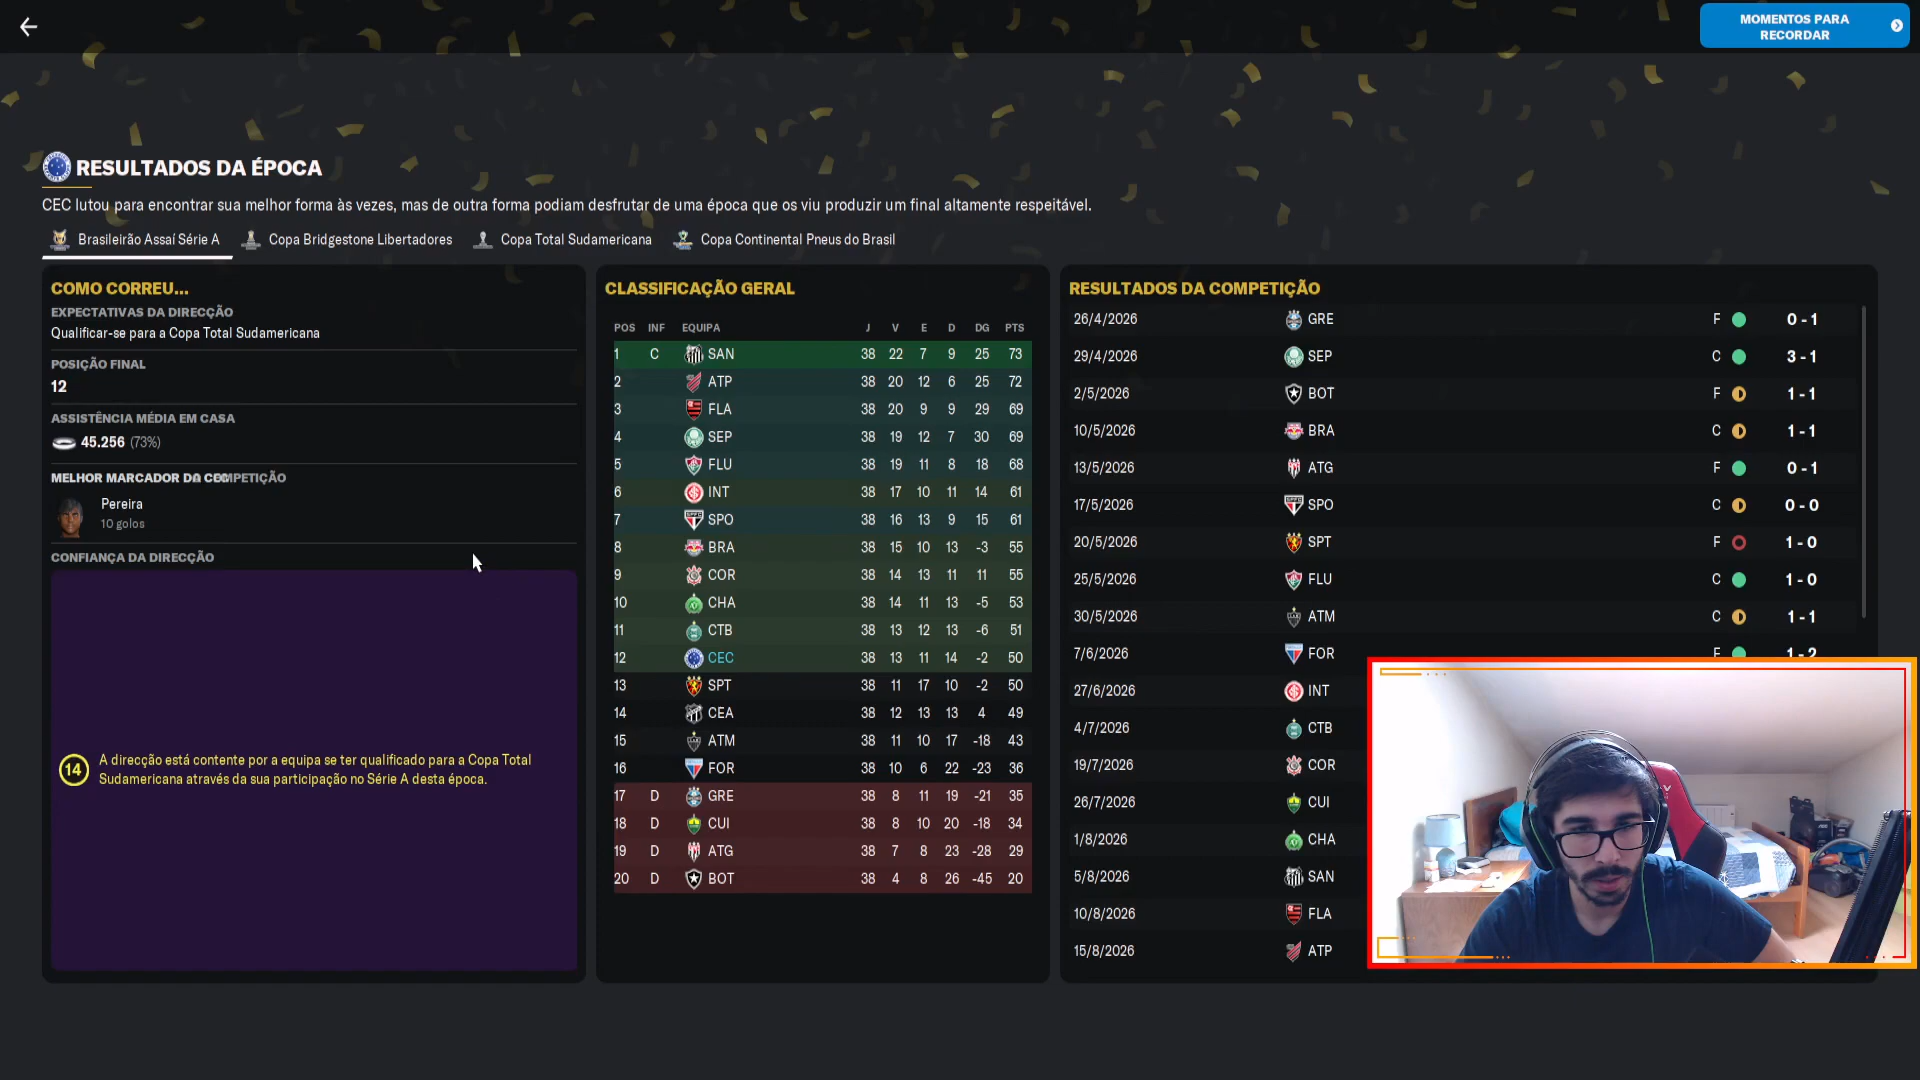 MOMENTOS PARA
RECORDAR
RESULTADOS DA ÉPOCA
CEC lutou para encontrar sua melhor forma às vezes, mas de outra forma podiam desfrutar de uma época que os viu produzir um final altamente respeitável.
Brasileirão Assaí Série A Copa Bridgestone Libertadores Copa Total Sudamericana Copa Continental Pneus do Brasil
COMO CORREU...
EXPECTATIVAS DA DIRECÇÃO
Qualificar-se para a Copa Total Sudamericana
POSIÇÃO FINAL
12
ASSISTÊNCIA MÉDIA EM CASA
45.256 (73%)
MELHOR MARCADOR
Pereira
10 golos
CONFIANÇA DA DIRECÇÃO
14 A direcção está contente por a equipa se ter qualificado para a Copa Total
Sudamericana através da sua participação no Série A desta época.
CLASSIFICAÇÃO GERAL
POS INF EQUIPA J V E D DG PTS
1 C SAN 38 22 7 9 25 73
2 ATP 38 20 12 6 25 72
3 FLA 38 20 9 9 29 69
4 SEP 38 19 12 7 30 69
5 FLU 38 19 11 8 18 68
6 INT 38 17 10 11 14 61
7 SPO 38 16 13 9 15 61
8 BRA 38 15 10 13 -3 55
9 COR 38 14 13 11 11 55
10 CHA 38 14 11 13 -5 53
11 CTB 38 13 12 13 -6 51
12 CEC 38 13 11 14 -2 50
13 SPT 38 11 17 10 -2 50
14 CEA 38 12 13 13 4 49
15 ATM 38 11 10 17 -18 43
16 FOR 38 10 6 22 -23 36
17 D GRE 38 8 11 19 -21 35
18 D CUI 38 8 10 20 -18 34
19 D ATG 38 7 8 23 -28 29
20 D BOT 38 4 8 26 -45 20
RESULTADOS DA COMPETIÇÃO
26/4/2026 GRE F 0 - 1
29/4/2026 SEP C 3 - 1
2/5/2026 BOT F 1 - 1
10/5/2026 BRA C 1 - 1
13/5/2026 ATG F 0 - 1
17/5/2026 SPO C 0 - 0
20/5/2026 SPT F 1 - 0
25/5/2026 FLU C 1 - 0
30/5/2026 ATM C 1 - 1
7/6/2026 FOR F 1 - 2
27/6/2026 INT
4/7/2026 CTB
19/7/2026 COR
26/7/2026 CUI
1/8/2026 CHA
5/8/2026 SAN
10/8/2026 FLA
15/8/2026 ATP